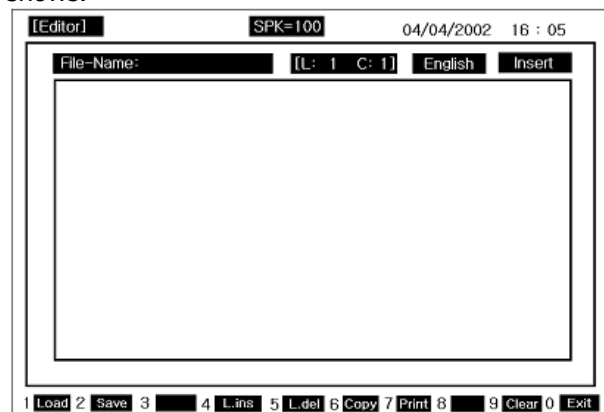 [Editor] SPK=100 04/04/2002 16 : 05
File-Name: [L: 1 C: 1] English Insert
1 Load 2 Save 3 4 L.ins 5 L.del 6 Copy 7 Print 8 9 Clear 0 Exit